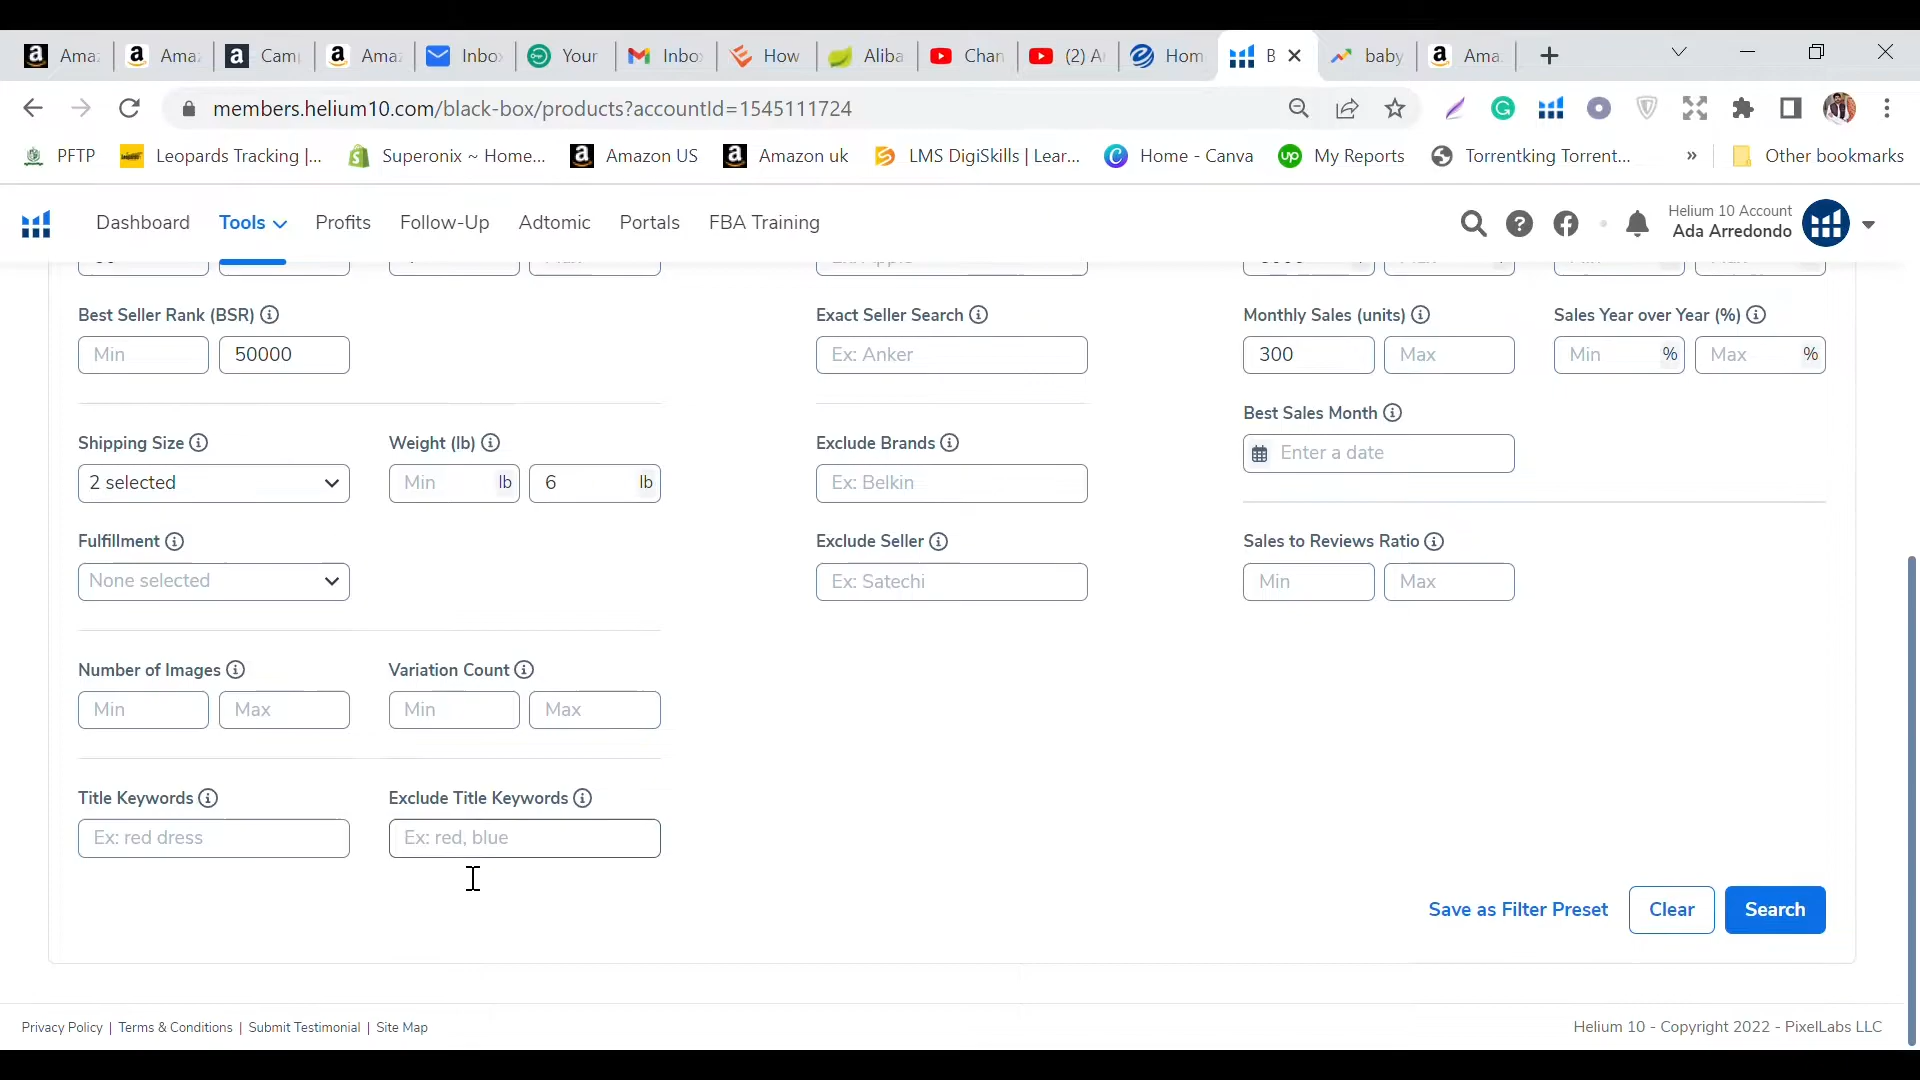 Ama Ama Cam Ama Inbo Your Inbo How Aliba Chan (2) A Hom B baby Ama
members.helium10.com/black-box/products?accountId=1545111724
PFTP Leopards Tracking |... Superonix ~ Home... Amazon US Amazon uk LMS DigiSkills | Lear... Home - Canva My Reports Torrentking Torrent... » Other bookmarks
Dashboard Tools Profits Follow-Up Adtomic Portals FBA Training
Helium 10 Account
Ada Arredondo
Best Seller Rank (BSR) Exact Seller Search Monthly Sales (units) Sales Year over Year (%)
Min 50000 Ex: Anker 300 Max Min % Max %
Best Sales Month
Enter a date
Shipping Size Weight (lb) Exclude Brands
2 selected Min lb 6 lb Ex: Belkin
Fulfillment Exclude Seller Sales to Reviews Ratio
None selected Ex: Satechi Min Max
Number of Images Variation Count
Min Max Min Max
Title Keywords Exclude Title Keywords
Ex: red dress Ex: red, blue
Save as Filter Preset Clear Search
Privacy Policy | Terms & Conditions | Submit Testimonial | Site Map Helium 10 - Copyright 2022 - PixelLabs LLC